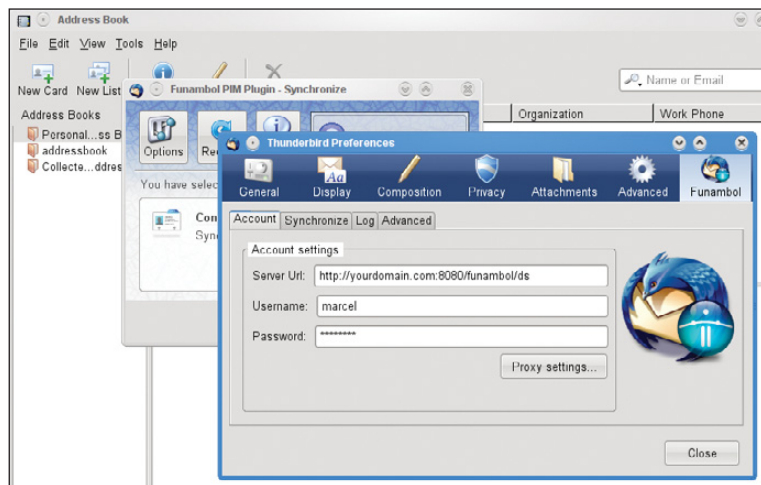 Address Book
File Edit View Tools Help
New Card New List
Name or Email
Address Books
Personal...ss B
addressbook
Collecte...ddres
Organization
Work Phone
Funambol PIM Plugin - Synchronize
Options
You have selec
Con
Thunderbird Preferences
General Display Composition Privacy Attachments Advanced Funambol
Account Synchronize Log Advanced
Account settings
Server Url: http://yourdomain.com:8080/funambol/ds
Username: marcel
Password: ********
Proxy settings...
Close